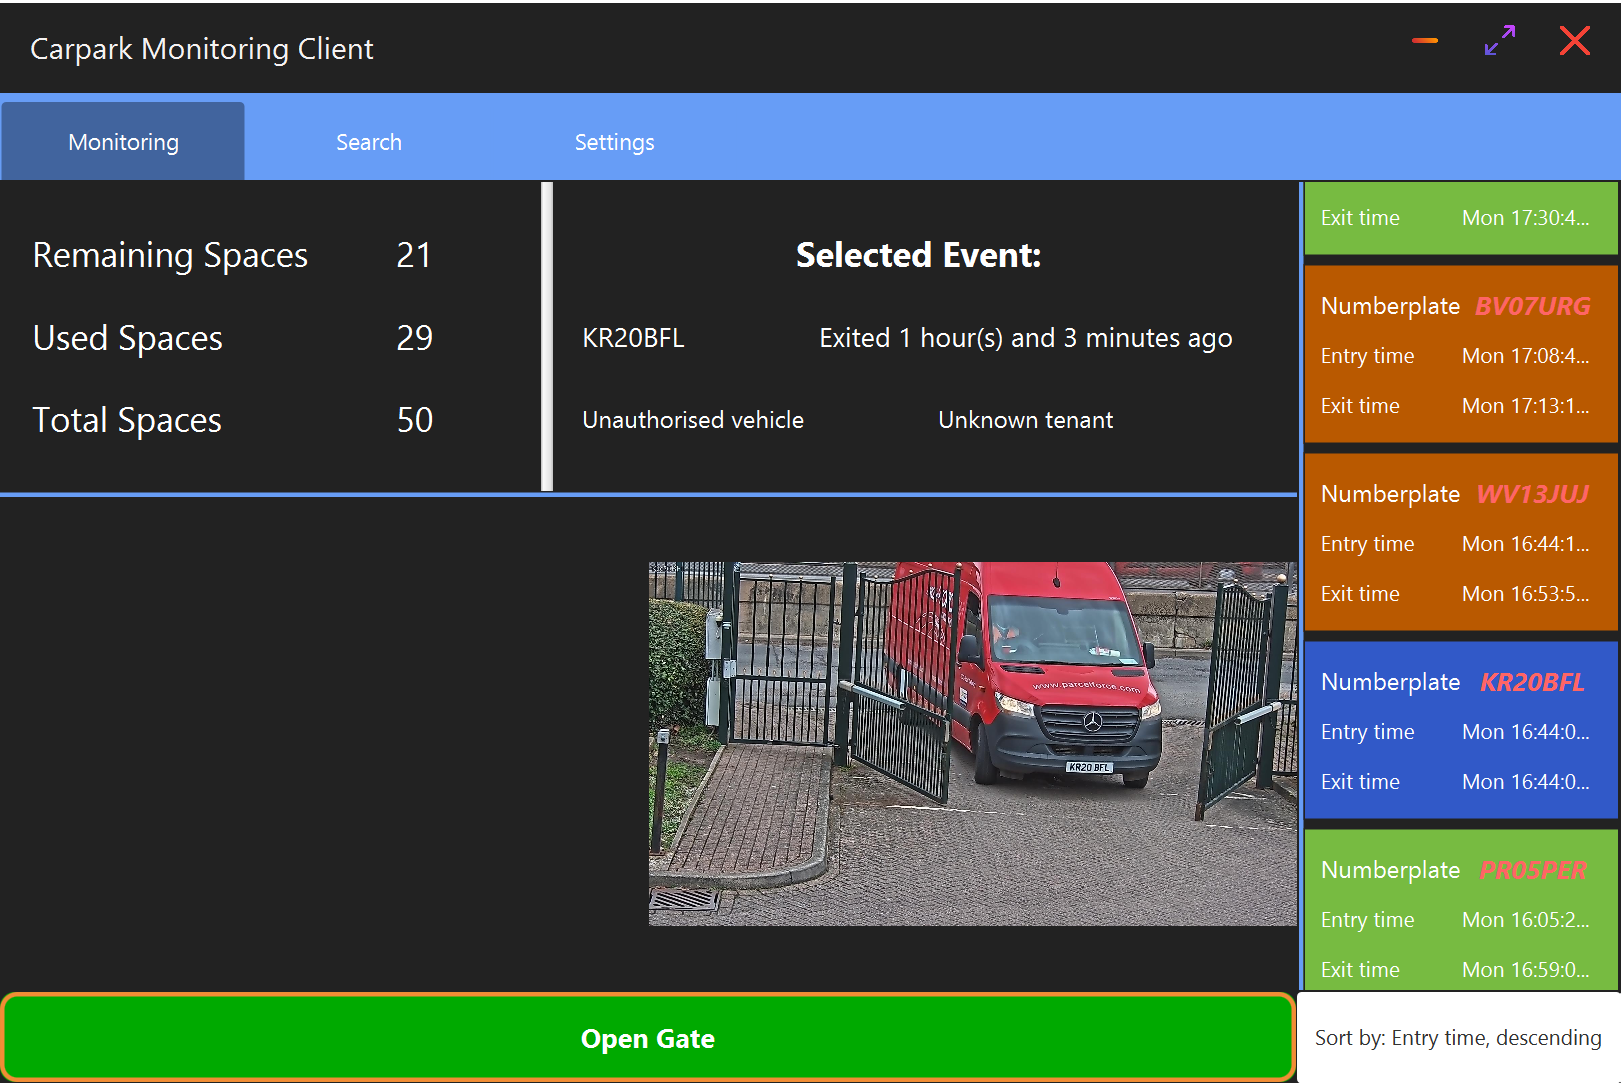 Carpark Monitoring Client
Monitoring
Search
Settings
Remaining Spaces 21
Used Spaces 29
Total Spaces 50
Selected Event:
KR20BFL Exited 1 hour(s) and 3 minutes ago
Unauthorised vehicle Unknown tenant
www.parcelforce.com
KR20 BFL
Exit time Mon 17:30:4...
Numberplate BV07URG
Entry time Mon 17:08:4...
Exit time Mon 17:13:1...
Numberplate WV13JUJ
Entry time Mon 16:44:1...
Exit time Mon 16:53:5...
Numberplate KR20BFL
Entry time Mon 16:44:0...
Exit time Mon 16:44:0...
Numberplate PR05PER
Entry time Mon 16:05:2...
Exit time Mon 16:59:0...
Open Gate
Sort by: Entry time, descending